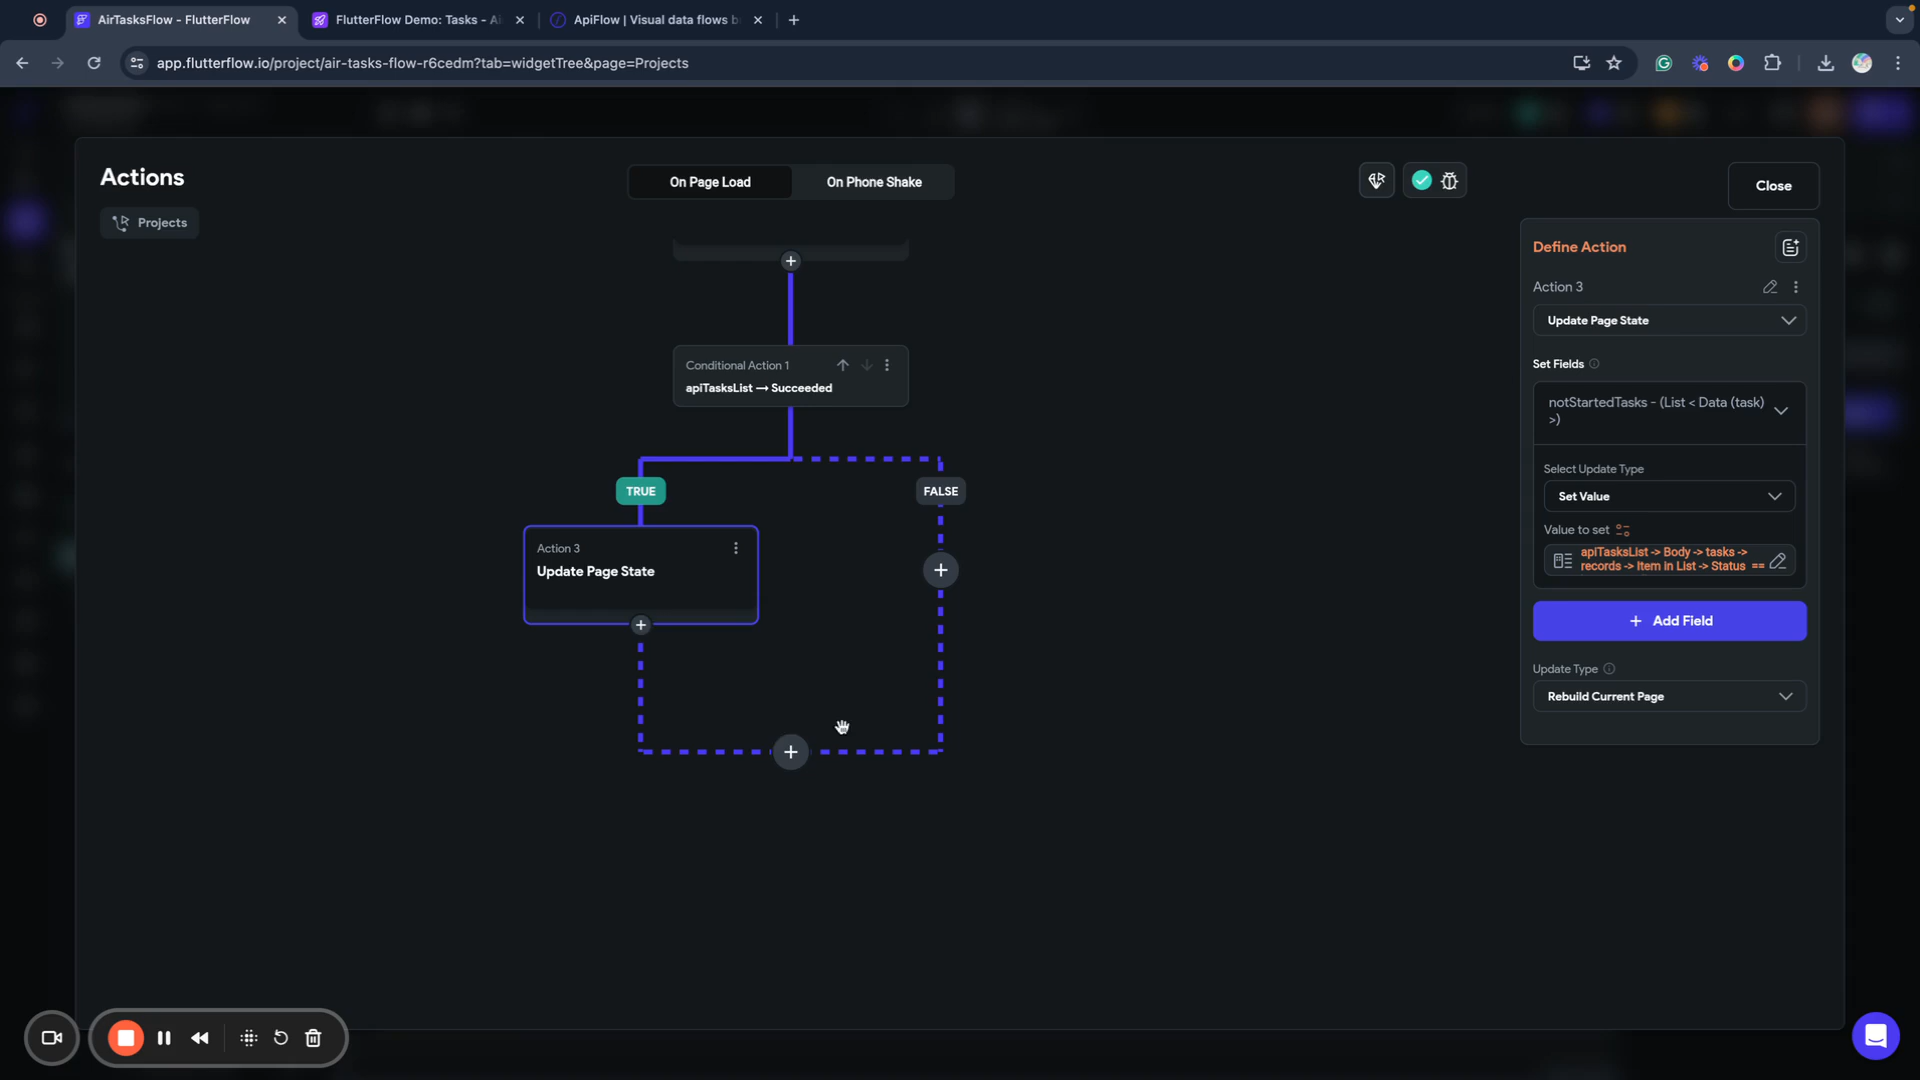 AirTasksFlow - FlutterFlow
FlutterFlow Demo: Tasks - Ai
ApiFlow | Visual data flows b
app.flutterflow.io/project/air-tasks-flow-r6cedm?tab=widgetTree&page=Projects
Actions
On Page Load
On Phone Shake
Close
Projects
Define Action
Action 3
Update Page State
Set Fields
notStartedTasks - (List < Data (task)
>)
Select Update Type
Set Value
Value to set
apiTasksList -> Body -> tasks ->
records -> Item in List -> Status ==
+ Add Field
Update Type
Rebuild Current Page
Conditional Action 1
apiTasksList → Succeeded
TRUE
FALSE
Action 3
Update Page State